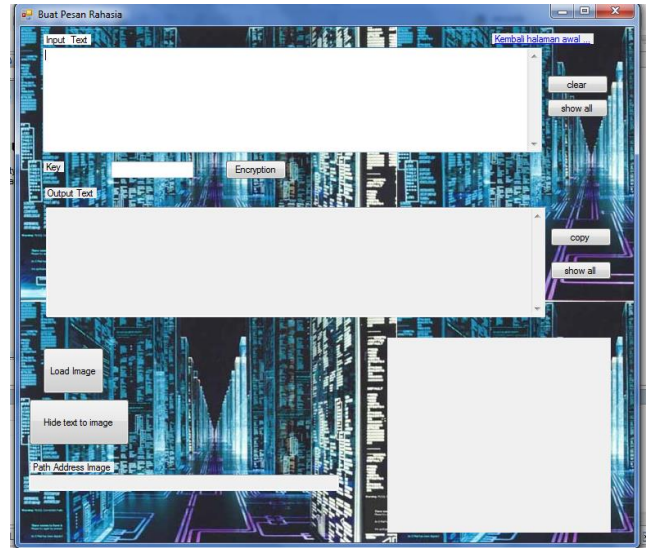 Buat Pesan Rahasia
Input Text
Kembali halaman awal ...
clear
show all
Key
Encryption
Output Text
copy
show all
Load Image
Hide text to image
Path Address Image